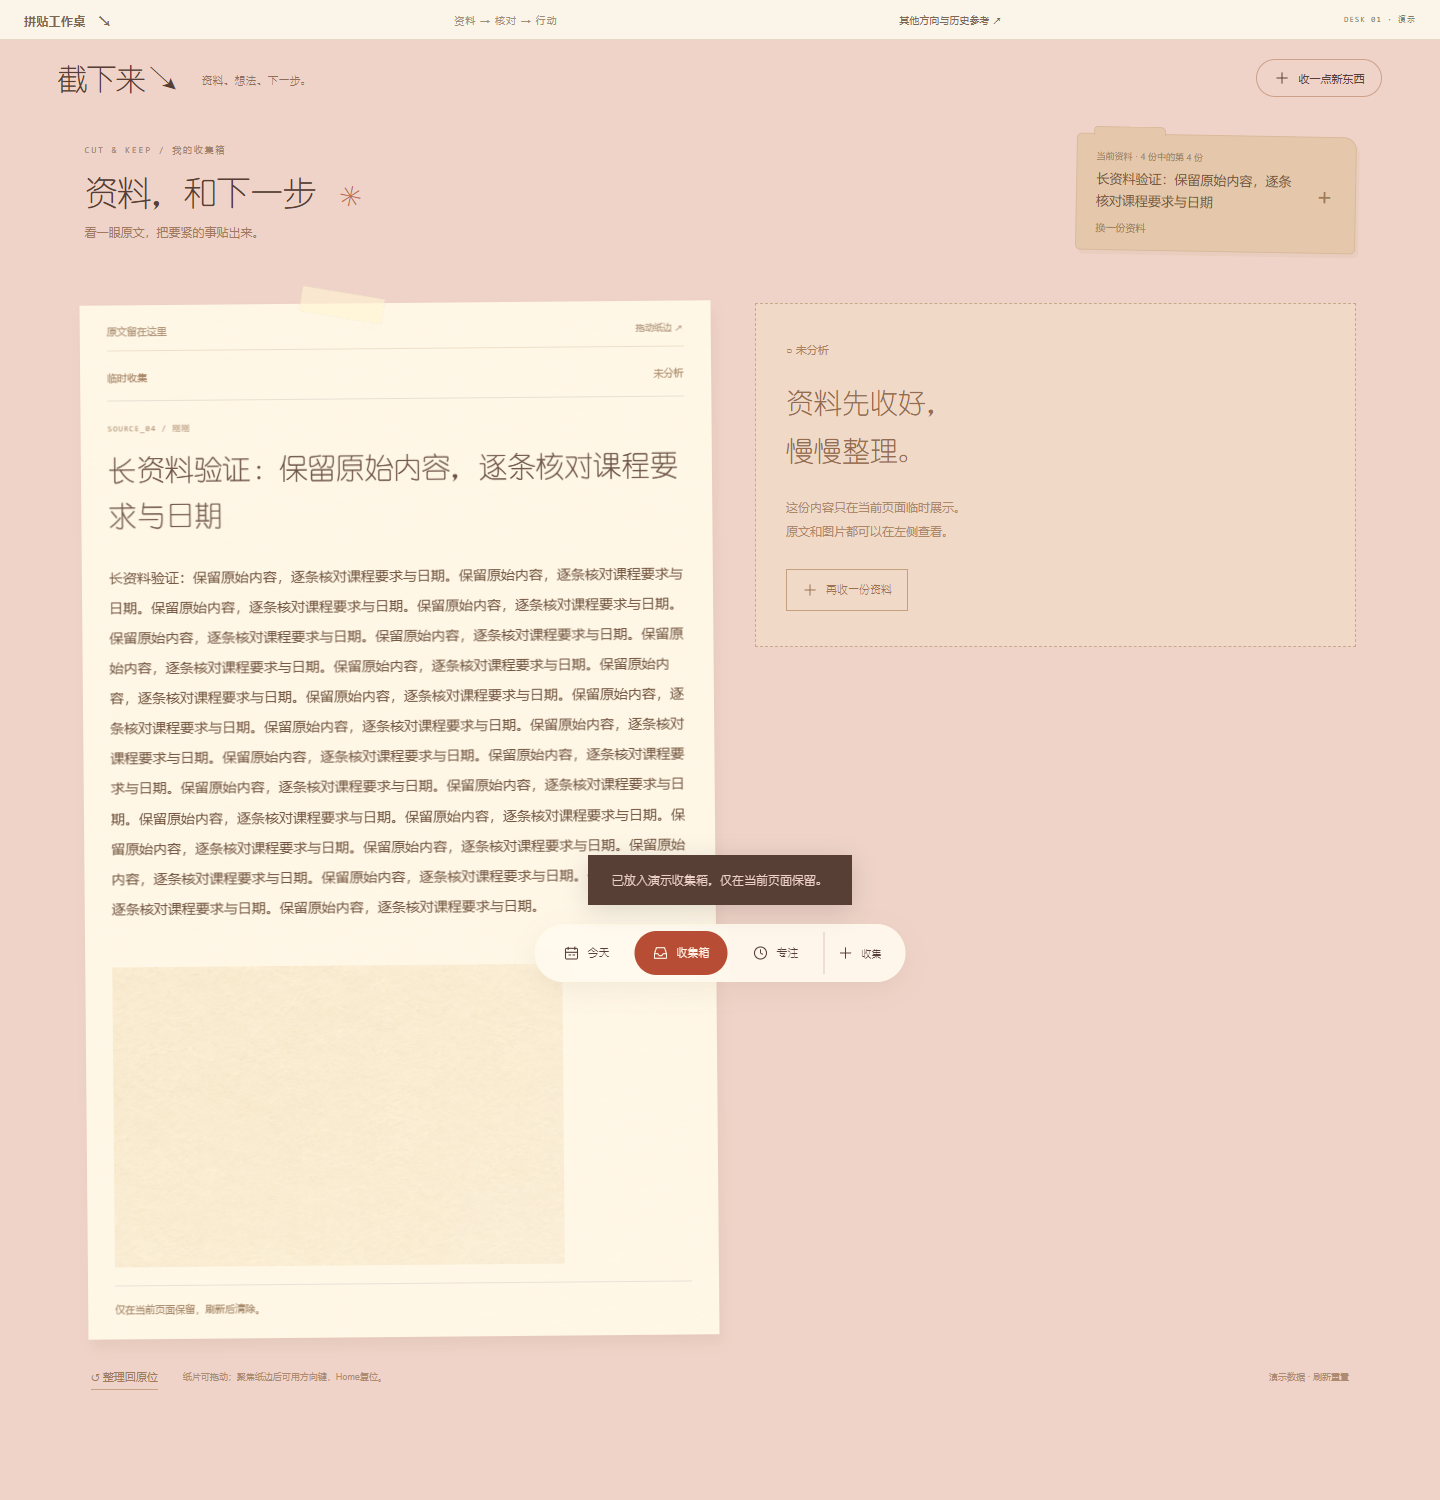 拼贴工作桌 ↘
资料 → 核对 → 行动
其他方向与历史参考 ↗
DESK 01 · 演示
截下来↘
资料、想法、下一步。
收一点新东西
CUT & KEEP / 我的收集箱
资料，和下一步
看一眼原文，把要紧的事贴出来。
当前资料 · 4 份中的第 4 份
长资料验证：保留原始内容，逐条
核对课程要求与日期
换一份资料
原文留在这里
拖动纸边 ↗
临时收集
未分析
SOURCE_04 / 刚刚
长资料验证：保留原始内容，逐条核对课程要
求与日期
长资料验证：保留原始内容，逐条核对课程要求与日期。保留原始内容，逐条核对课程要求与
日期。保留原始内容，逐条核对课程要求与日期。保留原始内容，逐条核对课程要求与日期。
保留原始内容，逐条核对课程要求与日期。保留原始内容，逐条核对课程要求与日期。保留原
始内容，逐条核对课程要求与日期。保留原始内容，逐条核对课程要求与日期。保留原始内
容，逐条核对课程要求与日期。保留原始内容，逐条核对课程要求与日期。保留原始内容，逐
条核对课程要求与日期。保留原始内容，逐条核对课程要求与日期。保留原始内容，逐条核对
课程要求与日期。保留原始内容，逐条核对课程要求与日期。保留原始内容，逐条核对课程要
求与日期。保留原始内容，逐条核对课程要求与日期。保留原始内容，逐条核对课程要求与日
期。保留原始内容，逐条核对课程要求与日期。保留原始内容，逐条核对课程要求与日期。保
留原始内容，逐条核对课程要求与日期。保留原始内容，逐条核对课程要求与日期。保留原始
内容，逐条核对课程要求与日期。保留原始内容，逐条核对课程要求与日期。
逐条核对课程要求与日期。保留原始内容，逐条核对课程要求与日期。
仅在当前页面保留，刷新后清除。
○ 未分析
资料先收好，
慢慢整理。
这份内容只在当前页面临时展示。
原文和图片都可以在左侧查看。
再收一份资料
已放入演示收集箱，仅在当前页面保留。
今天
收集箱
专注
收集
↺ 整理回原位
纸片可拖动；聚焦纸边后可用方向键，Home复位。
演示数据 · 刷新重置